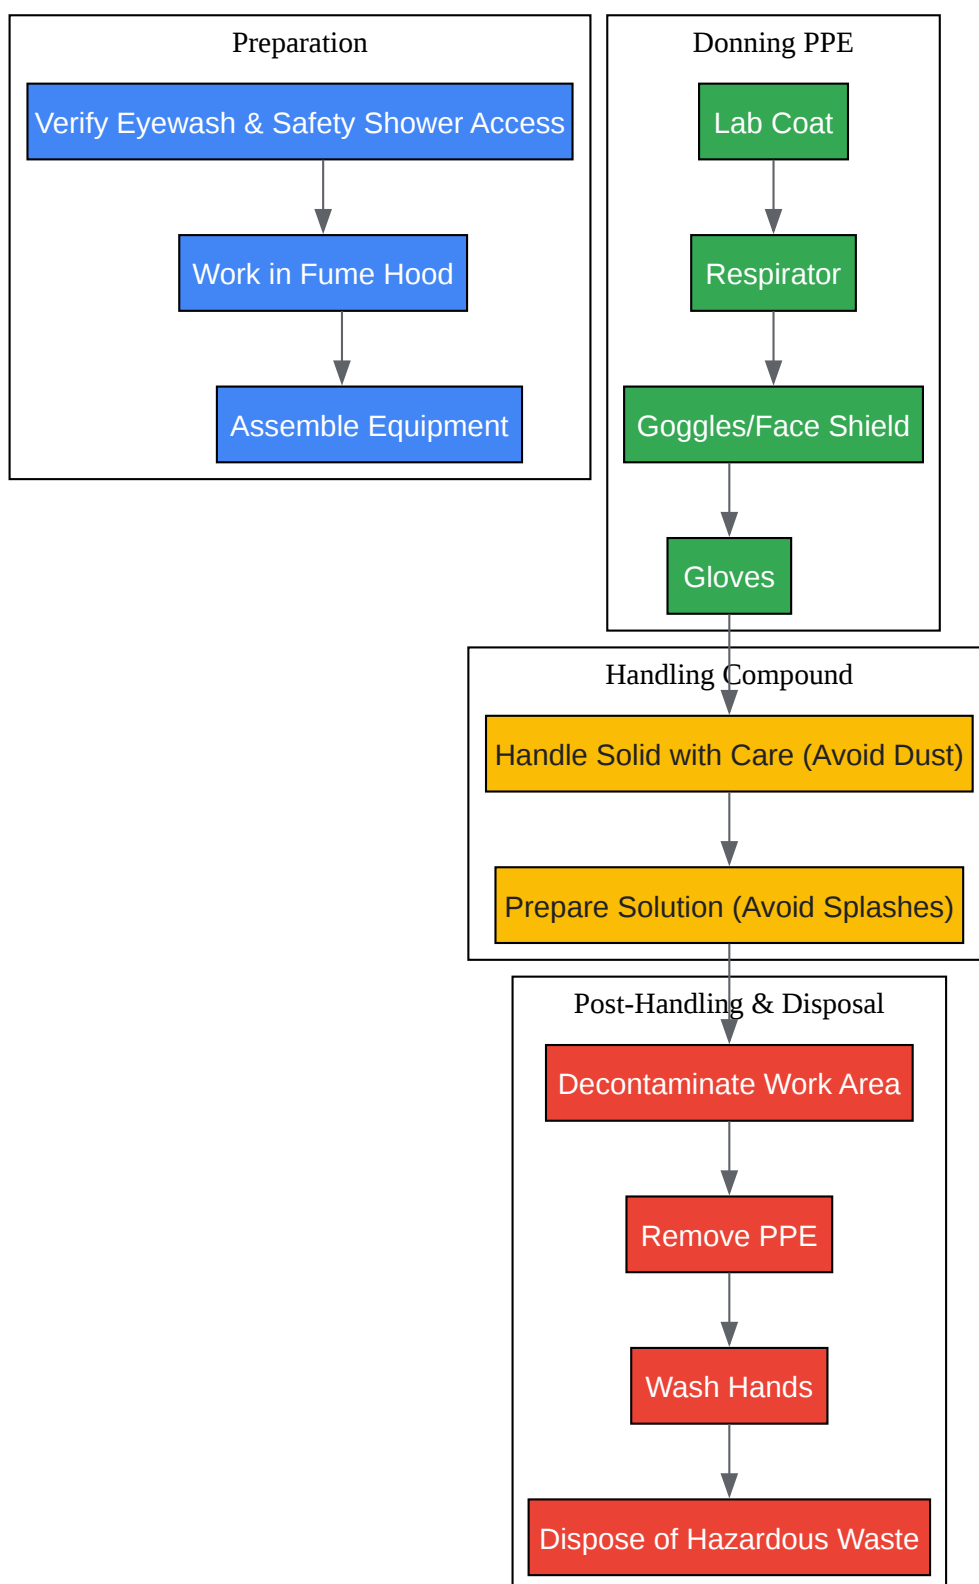 Preparation
Verify Eyewash & Safety Shower Access
Work in Fume Hood
Assemble Equipment
Donning PPE
Lab Coat
Respirator
Goggles/Face Shield
Gloves
Handling Compound
Handle Solid with Care (Avoid Dust)
Prepare Solution (Avoid Splashes)
Post-Handling & Disposal
Decontaminate Work Area
Remove PPE
Wash Hands
Dispose of Hazardous Waste